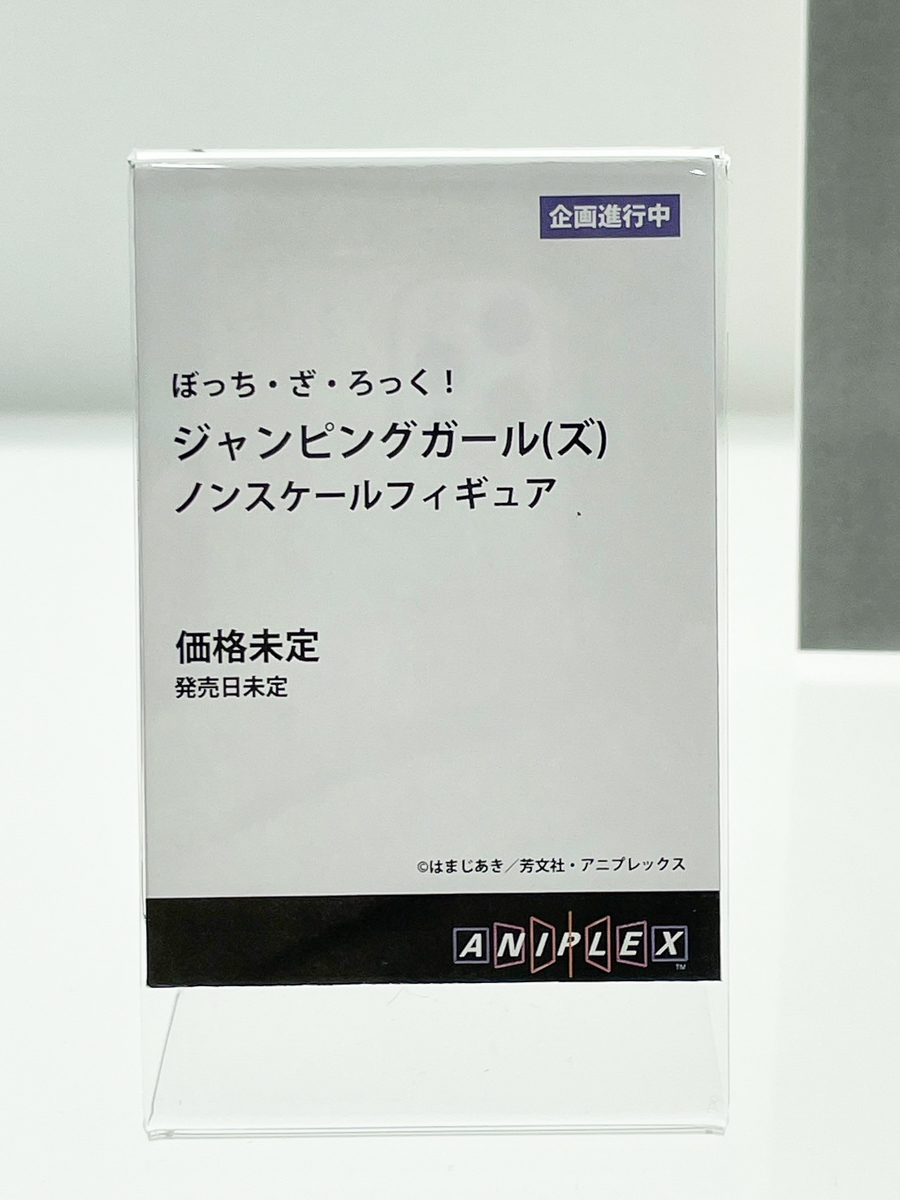 企画進行中
ぼっち・ざ・ろっく！
ジャンピングガール(ズ)
ノンスケールフィギュア
価格未定
発売日未定
©はまじあき／芳文社・アニプレックス
ANIPLEX
TM